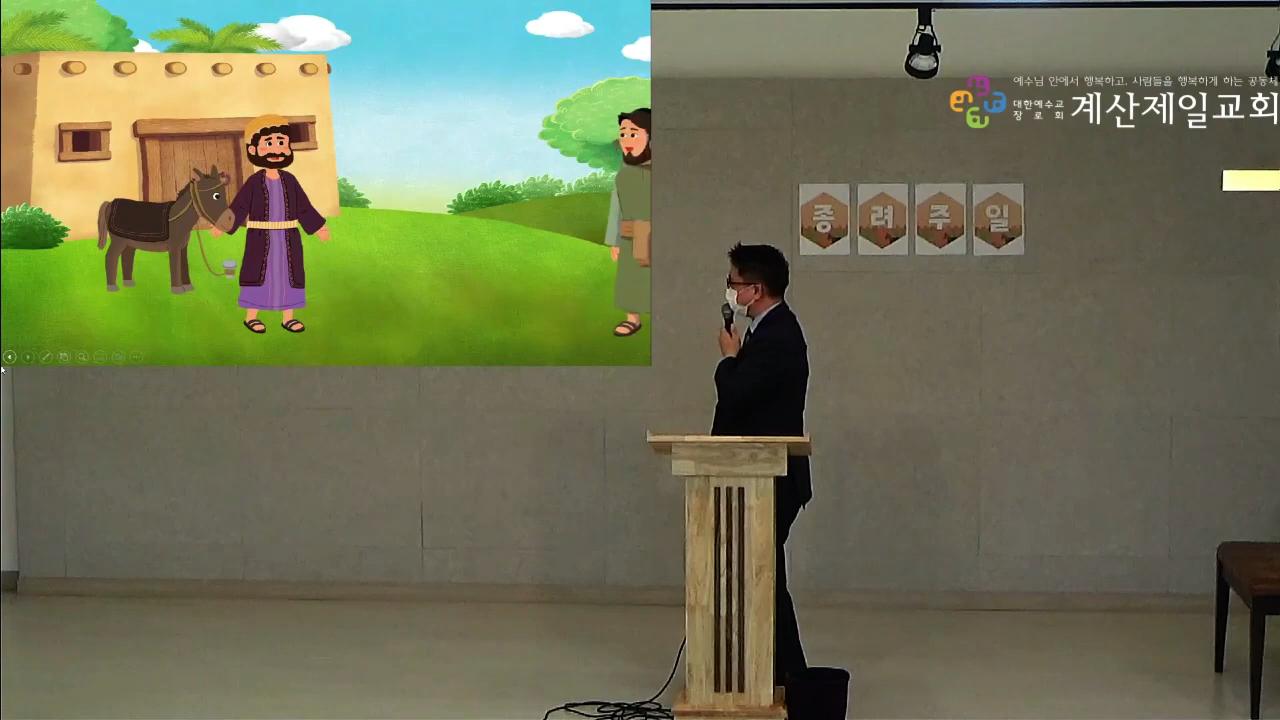 예수님 안에서 행복하고, 사람들을 행복하게 하는 공동체
대한예수교
장로회
계산제일교회
종려주일